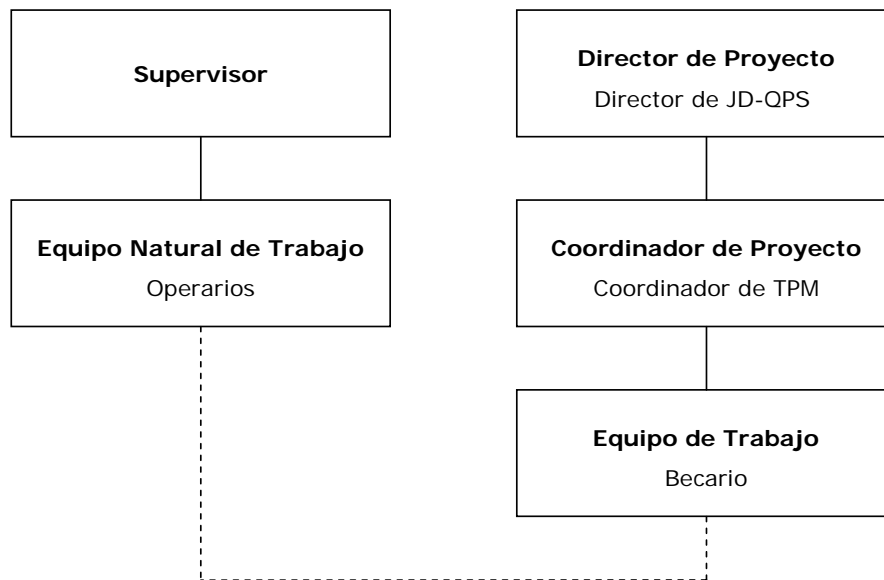 Supervisor
Equipo Natural de Trabajo
Operarios
Director de Proyecto
Director de JD-QPS
Coordinador de Proyecto
Coordinador de TPM
Equipo de Trabajo
Becario